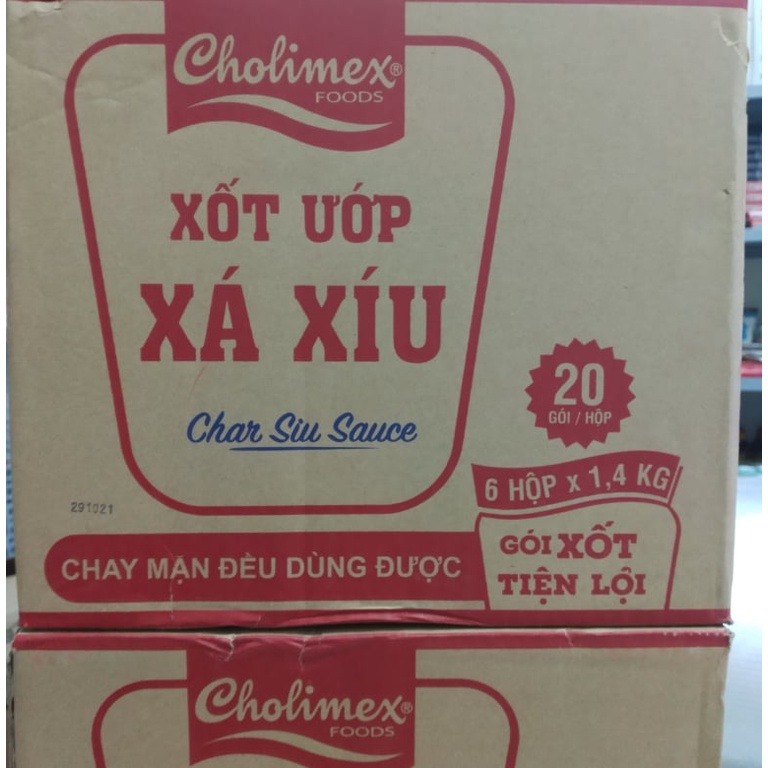 Cholimex®
FOODS
XỐT ƯỚP
XÁ XÍU
Char Siu Sauce
20
GÓI / HỘP
6 HỘP x 1,4 KG
GÓI XỐT
TIỆN LỢI
291021
CHAY MẶN ĐỀU DÙNG ĐƯỢC
Cholimex®
FOODS